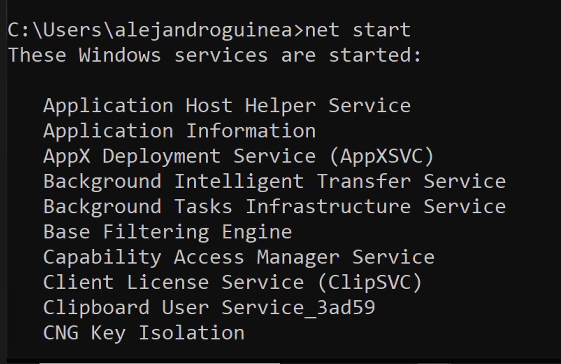 C:\Users\alejandroguinea>net start
These Windows services are started:
Application Host Helper Service
Application Information
AppX Deployment Service (AppXSVC)
Background Intelligent Transfer Service
Background Tasks Infrastructure Service
Base Filtering Engine
Capability Access Manager Service
Client License Service (ClipSVC)
Clipboard User Service_3ad59
CNG Key Isolation